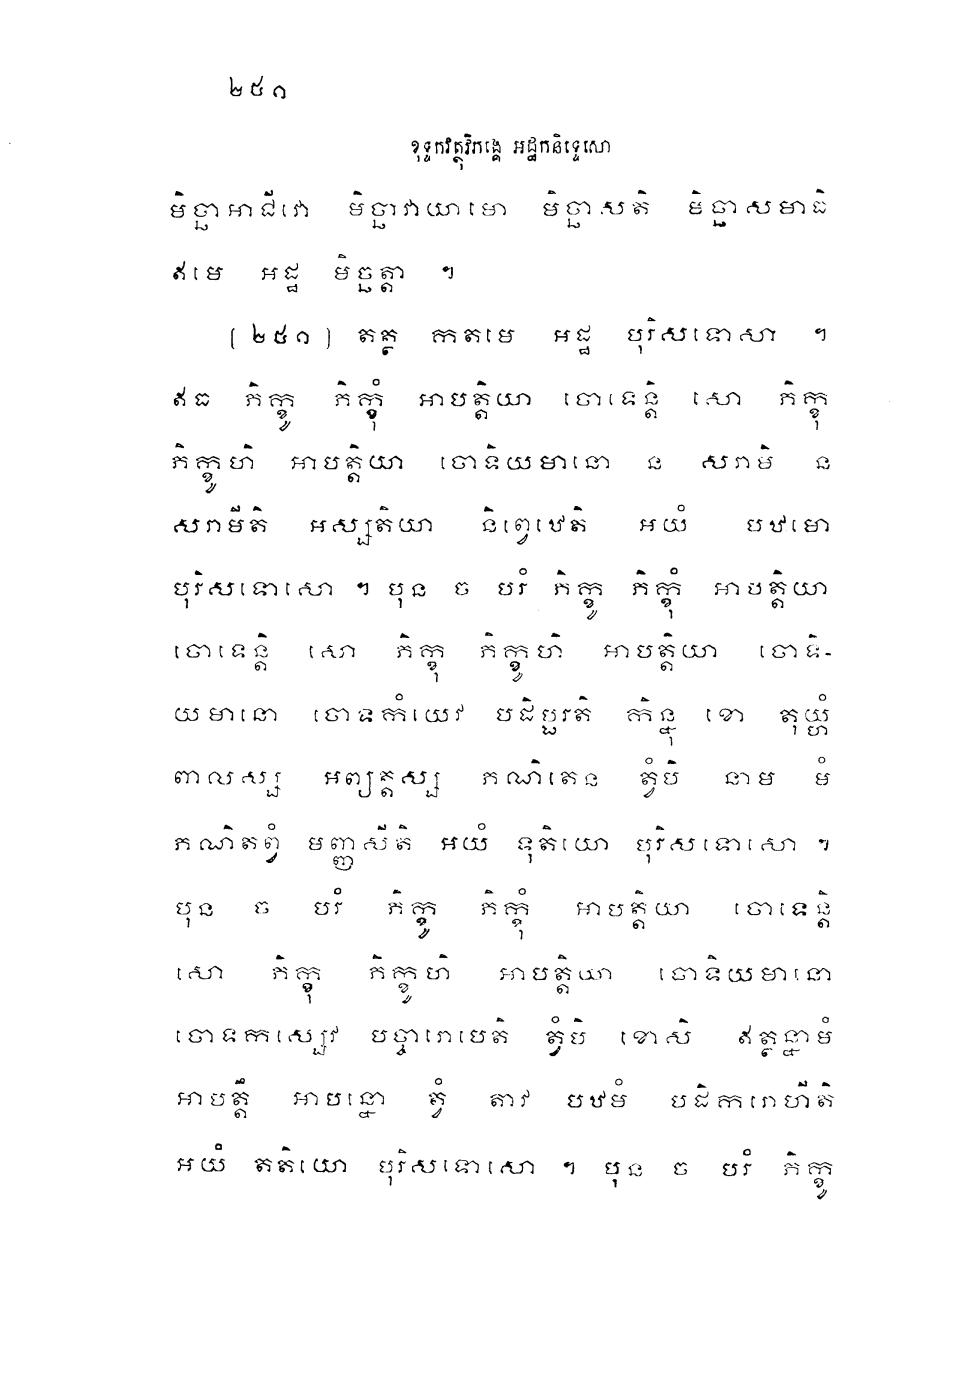 ២៥១
ខុទ្ទកវត្ថុវិភង្គេ អដ្ឋកនិទ្ទេសោ
មិច្ឆាអាជីវោ មិច្ឆាវាយាមោ មិច្ឆាសតិ មិច្ឆាសមាធិ
ឥមេ អដ្ឋ មិច្ឆត្តា ។
(២៥១) តត្ថ កតមេ អដ្ឋ បុរិសទោសា ។
ឥធ ភិក្ខូ ភិក្ខុំ អាបត្តិយា ចោទេន្តិ សោ ភិក្ខុ
ភិក្ខូហិ អាបត្តិយា ចោទិយមានោ ន សរាមិ ន
សរាមីតិ អស្សតិយា និព្វេឋេតិ អយំ បឋមោ
បុរិសទោសោ ។ បុន ច បរំ ភិក្ខូ ភិក្ខុំ អាបត្តិយា
ចោទេន្តិ សោ ភិក្ខុ ភិក្ខូហិ អាបត្តិយា ចោទិ-
យមានោ ចោទកំយេវ បដិប្ផរតិ កិន្នុ ខោ តុយ្ហំ
ពាលស្ស អព្យត្តស្ស ភណិតេន ត្វំបិ នាម មំ
ភណិតព្វំ មញ្ញសីតិ អយំ ទុតិយោ បុរិសទោសោ ។
បុន ច បរំ ភិក្ខូ ភិក្ខុំ អាបត្តិយា ចោទេន្តិ
សោ ភិក្ខុ ភិក្ខូហិ អាបត្តិយា ចោទិយមានោ
ចោទកស្សេវ បច្ចារោបេតិ ត្វំបិ ខោសិ ឥត្ថន្នាមំ
អាបត្តឹ អាបន្នោ ត្វំ តាវ បឋមំ បដិករោហីតិ
អយំ តតិយោ បុរិសទោសោ ។ បុន ច បរំ ភិក្ខូ